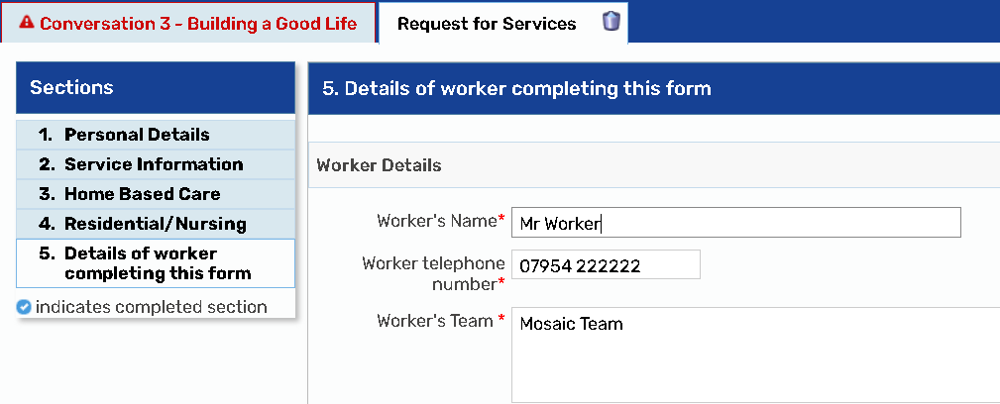 Conversation 3 - Building a Good Life
Request for Services
Sections
5. Details of worker completing this form
1. Personal Details
2. Service Information
3. Home Based Care
4. Residential/Nursing
5. Details of worker
completing this form
indicates completed section
Worker Details
Worker's Name*
Mr Worker
Worker telephone
number*
07954 222222
Worker's Team *
Mosaic Team